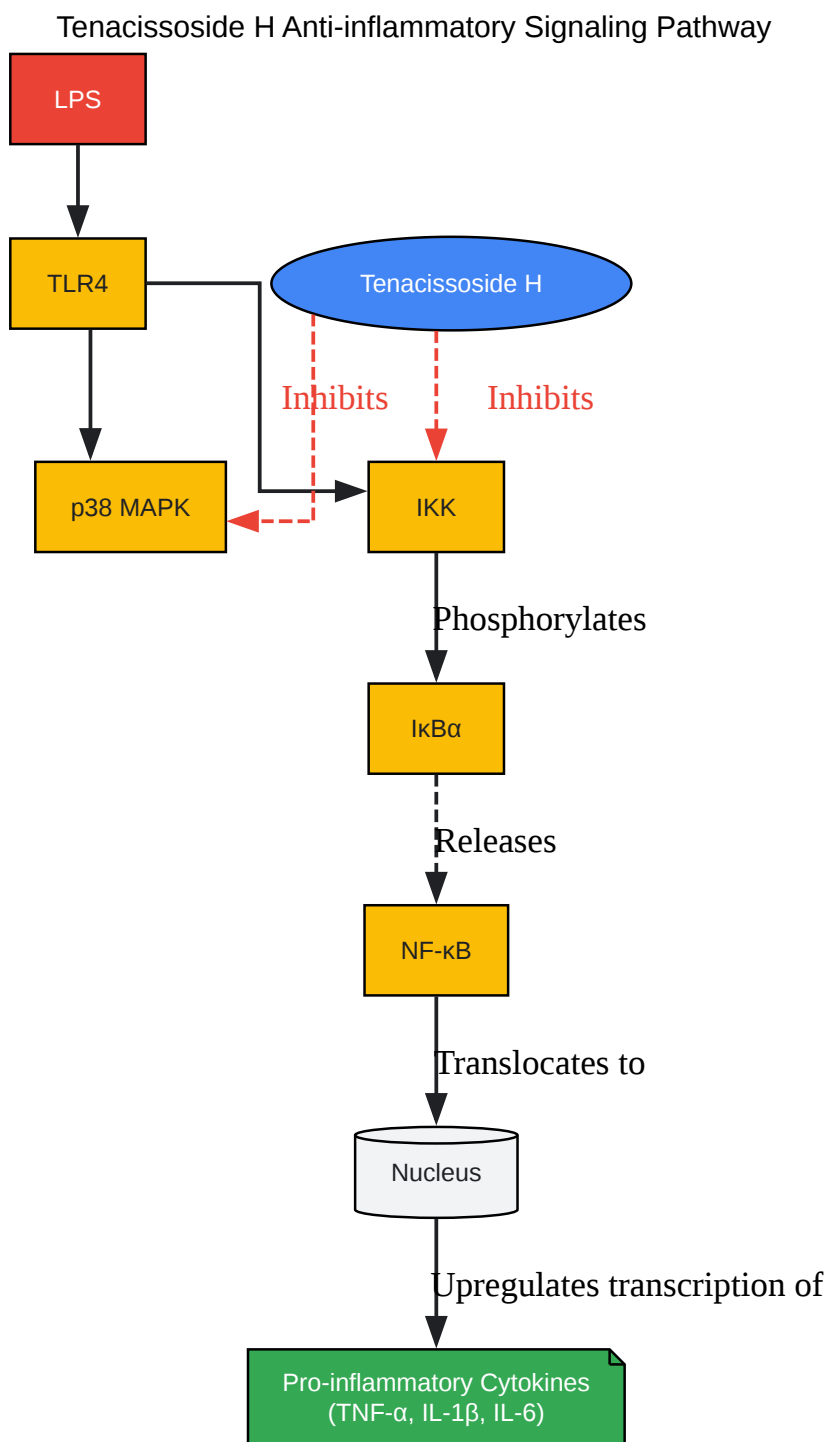 Tenacissoside H Anti-inflammatory Signaling Pathway
LPS
TLR4
Tenacissoside H
Inhibits
Inhibits
p38 MAPK
IKK
Phosphorylates
IκBα
Releases
NF-κB
Translocates to
Nucleus
Upregulates transcription of
Pro-inflammatory Cytokines
(TNF-α, IL-1β, IL-6)